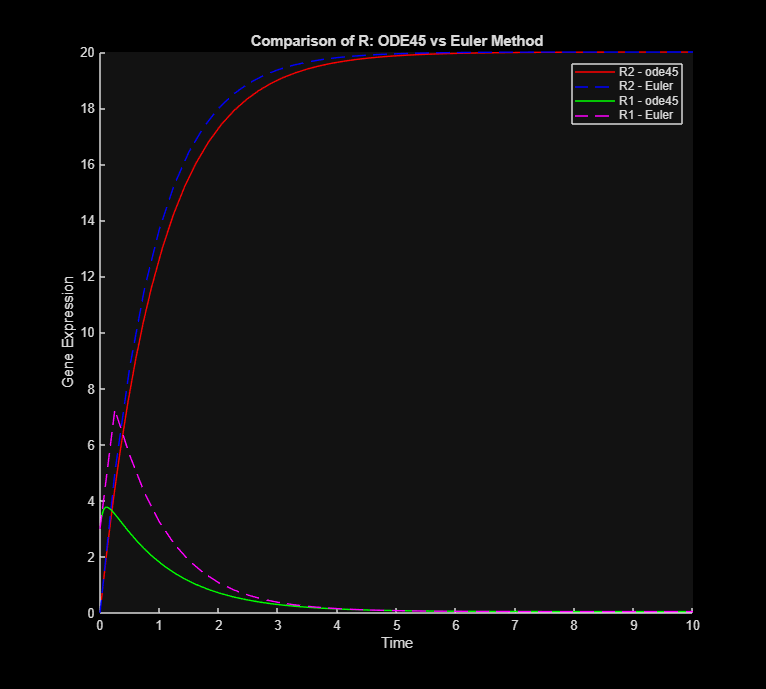 Comparison of R: ODE45 vs Euler Method
R2 - ode45
R2 - Euler
R1 - ode45
R1 - Euler
Gene Expression
20
18
16
14
12
10
8
6
4
2
0
0 1 2 3 4 5 6 7 8 9 10
Time